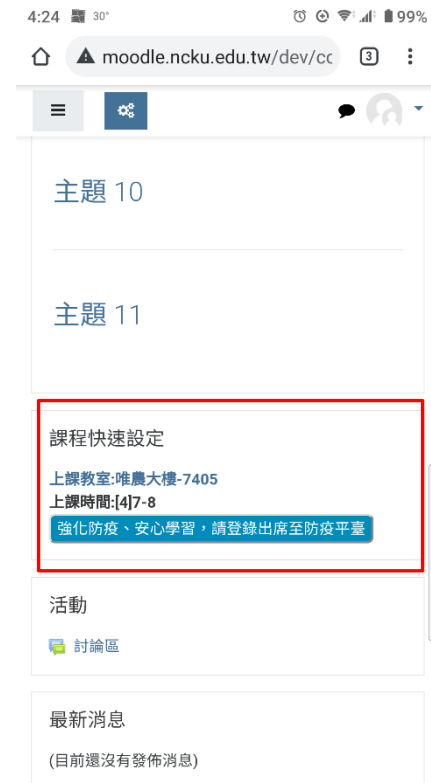 4:24 30° 99%
moodle.ncku.edu.tw/dev/cc 3
主題 10
主題 11
課程快速設定
上課教室:唯農大樓-7405
上課時間:[4]7-8
強化防疫、安心學習，請登錄出席至防疫平臺
活動
討論區
最新消息
(目前還沒有發佈消息)